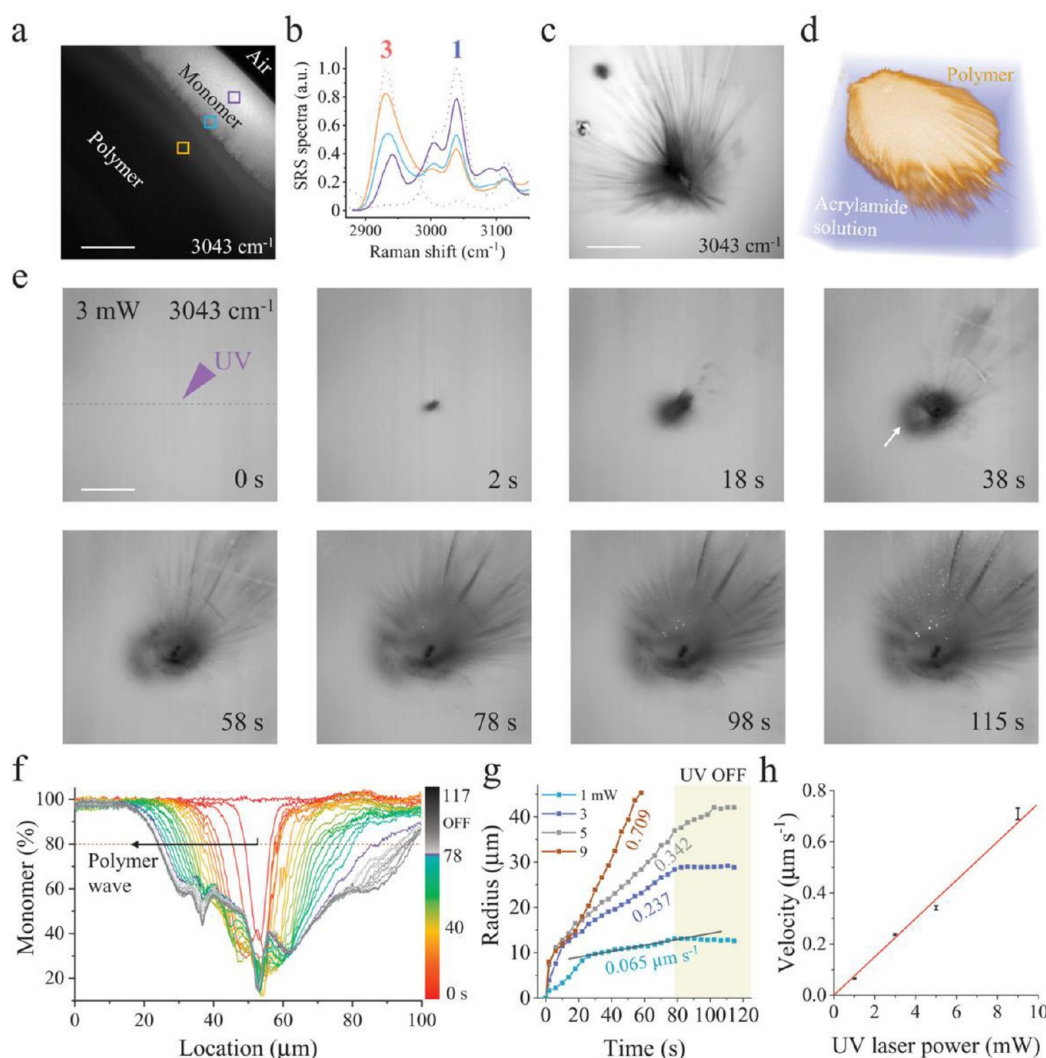 a
Air
Monomer
Polymer
3043 cm-1
b
3 1
SRS spectra (a.u.)
1.0
0.8
0.6
0.4
0.2
0.0
2900 3000 3100
Raman shift (cm-1)
c
3043 cm-1
d
Polymer
Acrylamide
solution
e
3 mW 3043 cm-1
UV
0 s
2 s
18 s
38 s
58 s
78 s
98 s
115 s
f
Monomer (%)
100
80
60
40
20
Polymer
wave
0 20 40 60 80 100
Location (μm)
117
OFF
78
40
0 s
g
UV OFF
Radius (μm)
40
30
20
10
0
1 mW
3
5
9
0.709
0.342
0.237
0.065 μm s-1
0 20 40 60 80 100 114
Time (s)
h
Velocity (μm s-1)
0.8
0.6
0.4
0.2
0.0
0 2 4 6 8 10
UV laser power (mW)